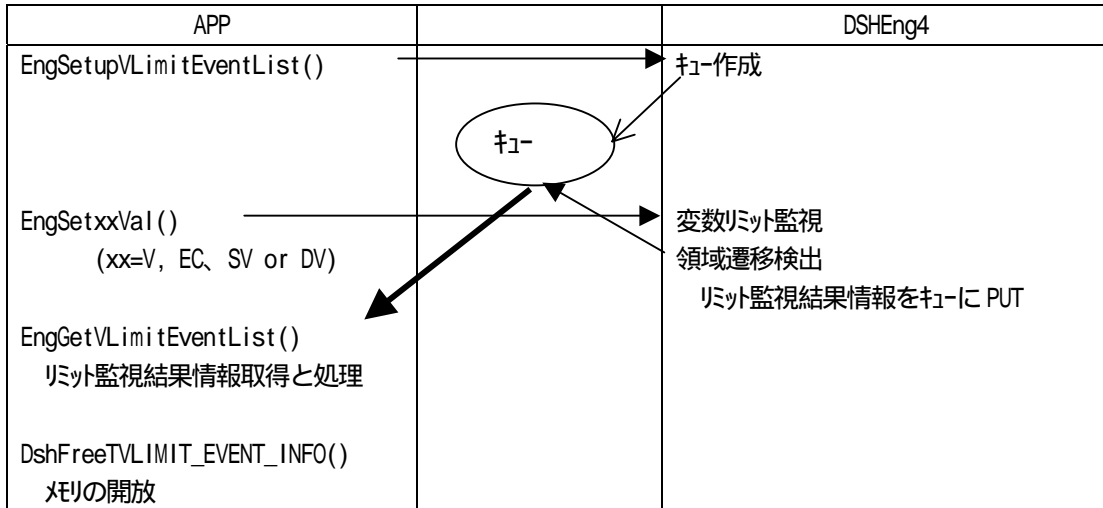 APP
DSHEng4
EngSetupVLimitEventList()
ｷｭｰ作成
ｷｭｰ
EngSetxxVal()
変数ﾘﾐｯﾄ監視
(xx=V, EC、SV or DV)
領域遷移検出
ﾘﾐｯﾄ監視結果情報をｷｭｰに PUT
EngGetVLimitEventList()
ﾘﾐｯﾄ監視結果情報取得と処理
DshFreeTVLIMIT_EVENT_INFO()
ﾒﾓﾘの開放